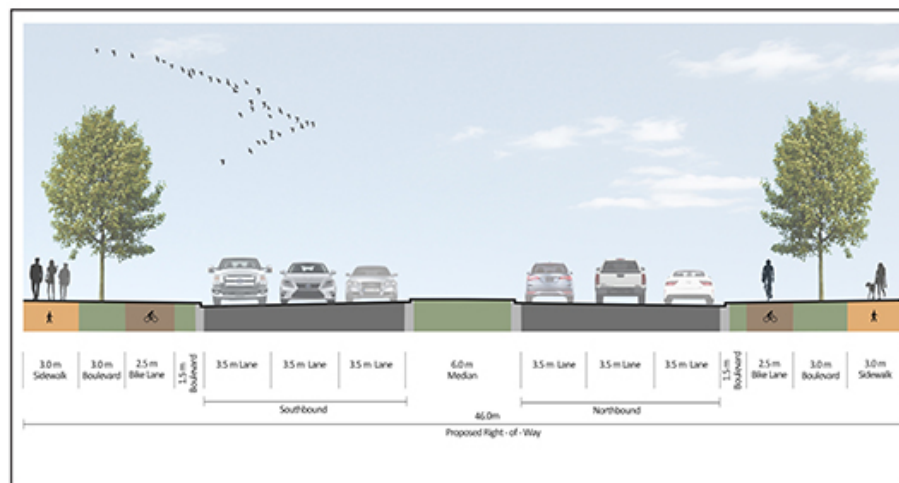 3.0 m
Sidewalk
3.0 m
Boulevard
2.5 m
Bike Lane
1.5 m
Boulevard
3.5 m Lane
3.5 m Lane
3.5 m Lane
6.0 m
Median
3.5 m Lane
3.5 m Lane
3.5 m Lane
1.5 m
Boulevard
2.5 m
Bike Lane
3.0 m
Boulevard
3.0 m
Sidewalk
Southbound
Northbound
46.0m
Proposed Right - of - Way